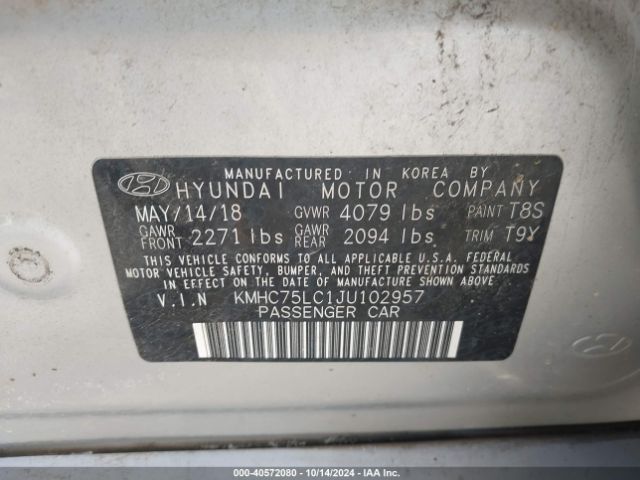 MANUFACTURED IN KOREA BY
HYUNDAI MOTOR COMPANY
MAY/14/18 GVWR 4079 lbs PAINT T8S
GAWR FRONT 2271 lbs GAWR REAR 2094 lbs TRIM T9Y
THIS VEHICLE CONFORMS TO ALL APPLICABLE U.S.A. FEDERAL
MOTOR VEHICLE SAFETY, BUMPER, AND THEFT PREVENTION
STANDARDS IN EFFECT ON THE DATE OF MANUFACTURE SHOWN ABOVE
V.I.N KMHC75LC1JU102957
PASSENGER CAR
000-40572080 - 10/14/2024 - IAA Inc.